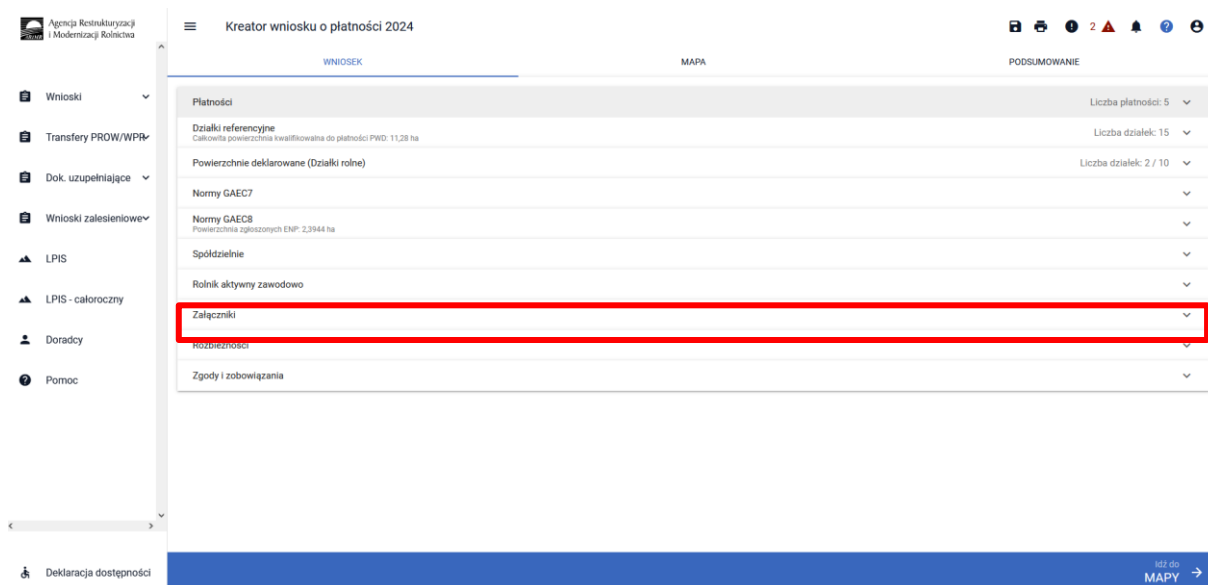 Agencja Restrukturyzacji
i Modernizacji Rolnictwa
Kreator wniosku o płatności 2024
2
WNIOSEK
MAPA
PODSUMOWANIE
Wnioski
Transfery PROW/WPR
Dok. uzupełniające
Wnioski zalesieniowe
LPIS
LPIS - całoroczny
Doradcy
Pomoc
Deklaracja dostępności
Płatności
Liczba płatności: 5
Działki referencyjne
Całkowita powierzchnia kwalifikowalna do płatności PWD: 11,28 ha
Liczba działek: 15
Powierzchnie deklarowane (Działki rolne)
Liczba działek: 2 / 10
Normy GAEC7
Normy GAEC8
Powierzchnia zgłoszonych ENP: 2,3944 ha
Spółdzielnie
Rolnik aktywny zawodowo
Załączniki
Rozbieżności
Zgody i zobowiązania
Idź do
MAPY